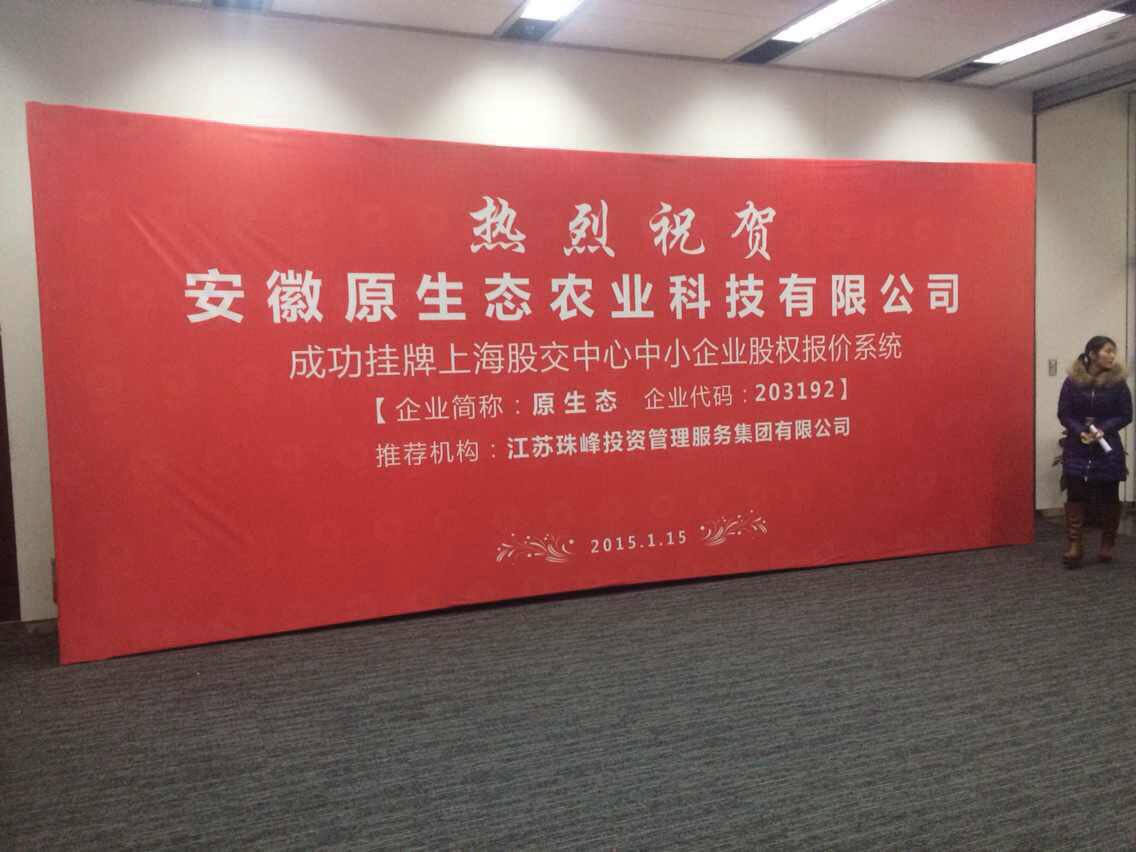 热烈祝贺
安徽原生态农业科技有限公司
成功挂牌上海股交中心中小企业股权报价系统
【企业简称：原生态 企业代码：203192】
推荐机构：江苏珠峰投资管理服务集团有限公司
2015.1.15